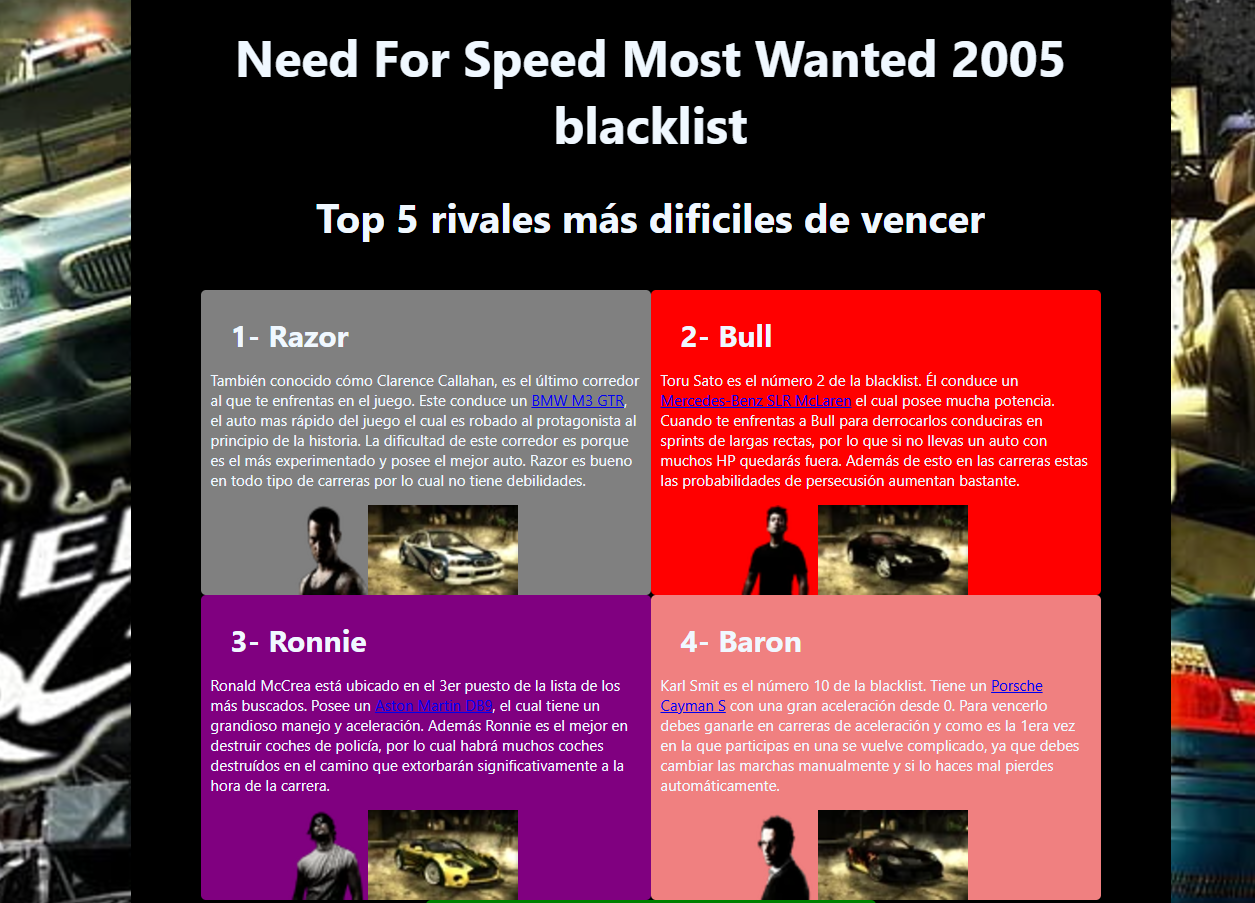 Need For Speed Most Wanted 2005
blacklist
Top 5 rivales más dificiles de vencer
1- Razor
También conocido cómo Clarence Callahan, es el último corredor
al que te enfrentas en el juego. Este conduce un BMW M3 GTR,
el auto mas rápido del juego el cual es robado al protagonista al
principio de la historia. La dificultad de este corredor es porque
es el más experimentado y posee el mejor auto. Razor es bueno
en todo tipo de carreras por lo cual no tiene debilidades.
2- Bull
Toru Sato es el número 2 de la blacklist. Él conduce un
Mercedes-Benz SLR McLaren el cual posee mucha potencia.
Cuando te enfrentas a Bull para derrocarlos conduciras en
sprints de largas rectas, por lo que si no llevas un auto con
muchos HP quedarás fuera. Además de esto en las carreras estas
las probabilidades de persecusión aumentan bastante.
3- Ronnie
Ronald McCrea está ubicado en el 3er puesto de la lista de los
más buscados. Posee un Aston Martin DB9, el cual tiene un
grandioso manejo y aceleración. Además Ronnie es el mejor en
destruir coches de policía, por lo cual habrá muchos coches
destruídos en el camino que extorbarán significativamente a la
hora de la carrera.
4- Baron
Karl Smit es el número 10 de la blacklist. Tiene un Porsche
Cayman S con una gran aceleración desde 0. Para vencerlo
debes ganarle en carreras de aceleración y como es la 1era vez
en la que participas en una se vuelve complicado, ya que debes
cambiar las marchas manualmente y si lo haces mal pierdes
automáticamente.